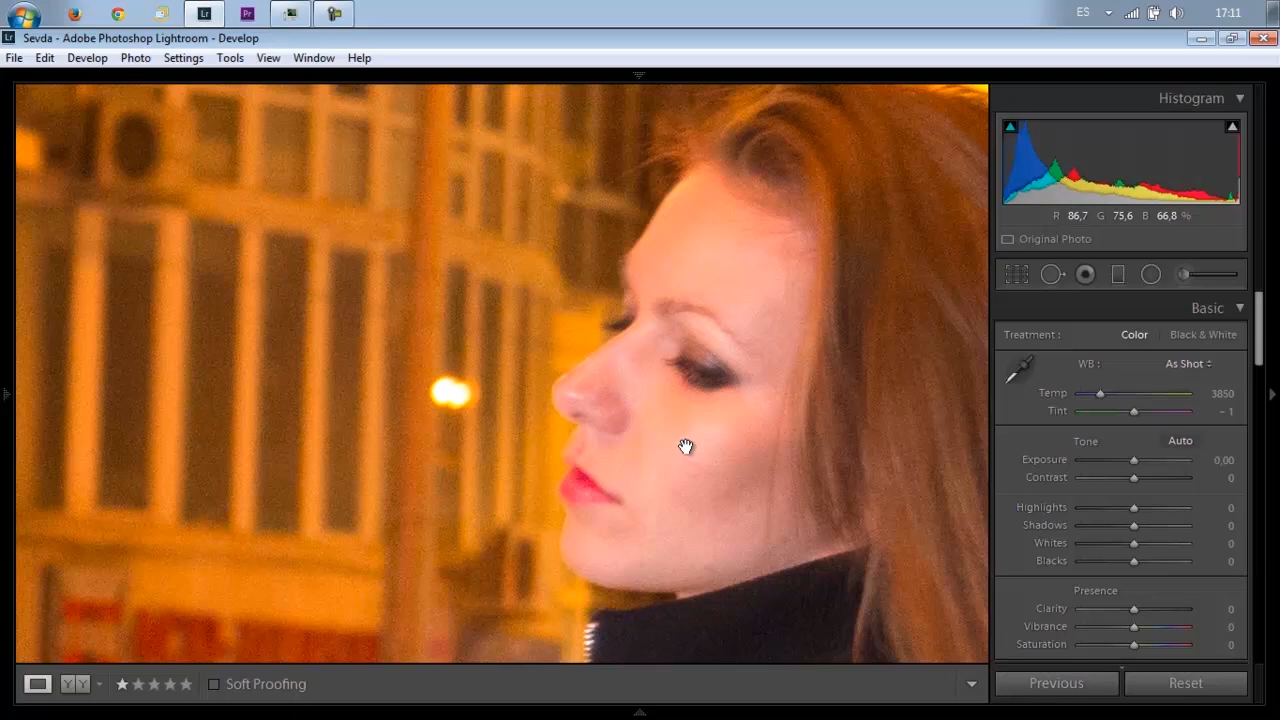 Lr Pr ES 17:11
Lr Sevda - Adobe Photoshop Lightroom - Develop
File Edit Develop Photo Settings Tools View Window Help
Histogram
R 86,7 G 75,6 B 66,8 %
Original Photo
Basic
Treatment : Color Black & White
WB : As Shot
Temp 3850
Tint – 1
Tone Auto
Exposure 0,00
Contrast 0
Highlights 0
Shadows 0
Whites 0
Blacks 0
Presence
Clarity 0
Vibrance 0
Saturation 0
Y Y Soft Proofing
Previous Reset